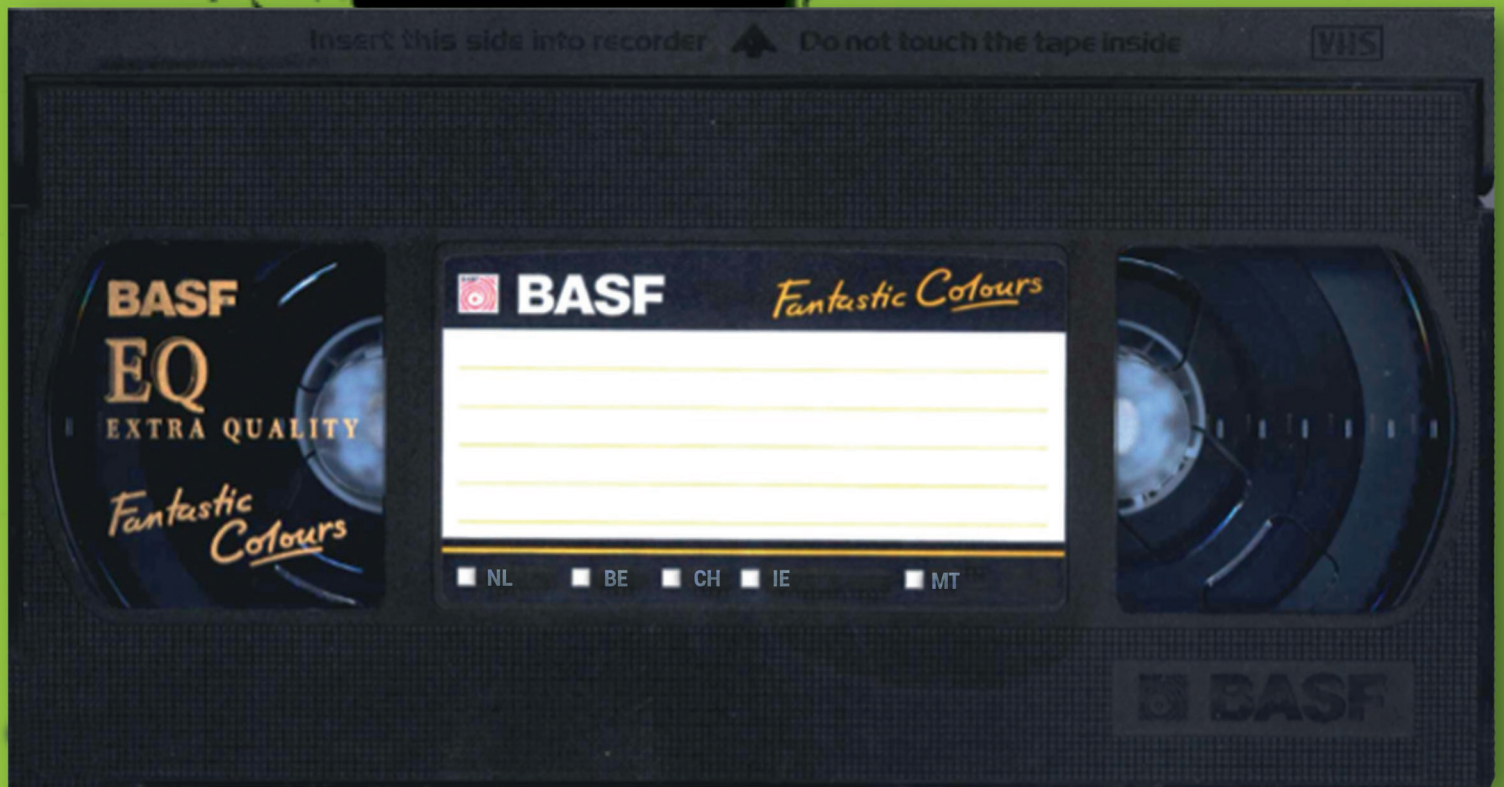 Insert this side into recorder Do not touch the tape inside VHS
BASF
EQ
EXTRA QUALITY
Fantastic
Colours
BASF Fantastic Colours
NL BE CH IE MT
BASF